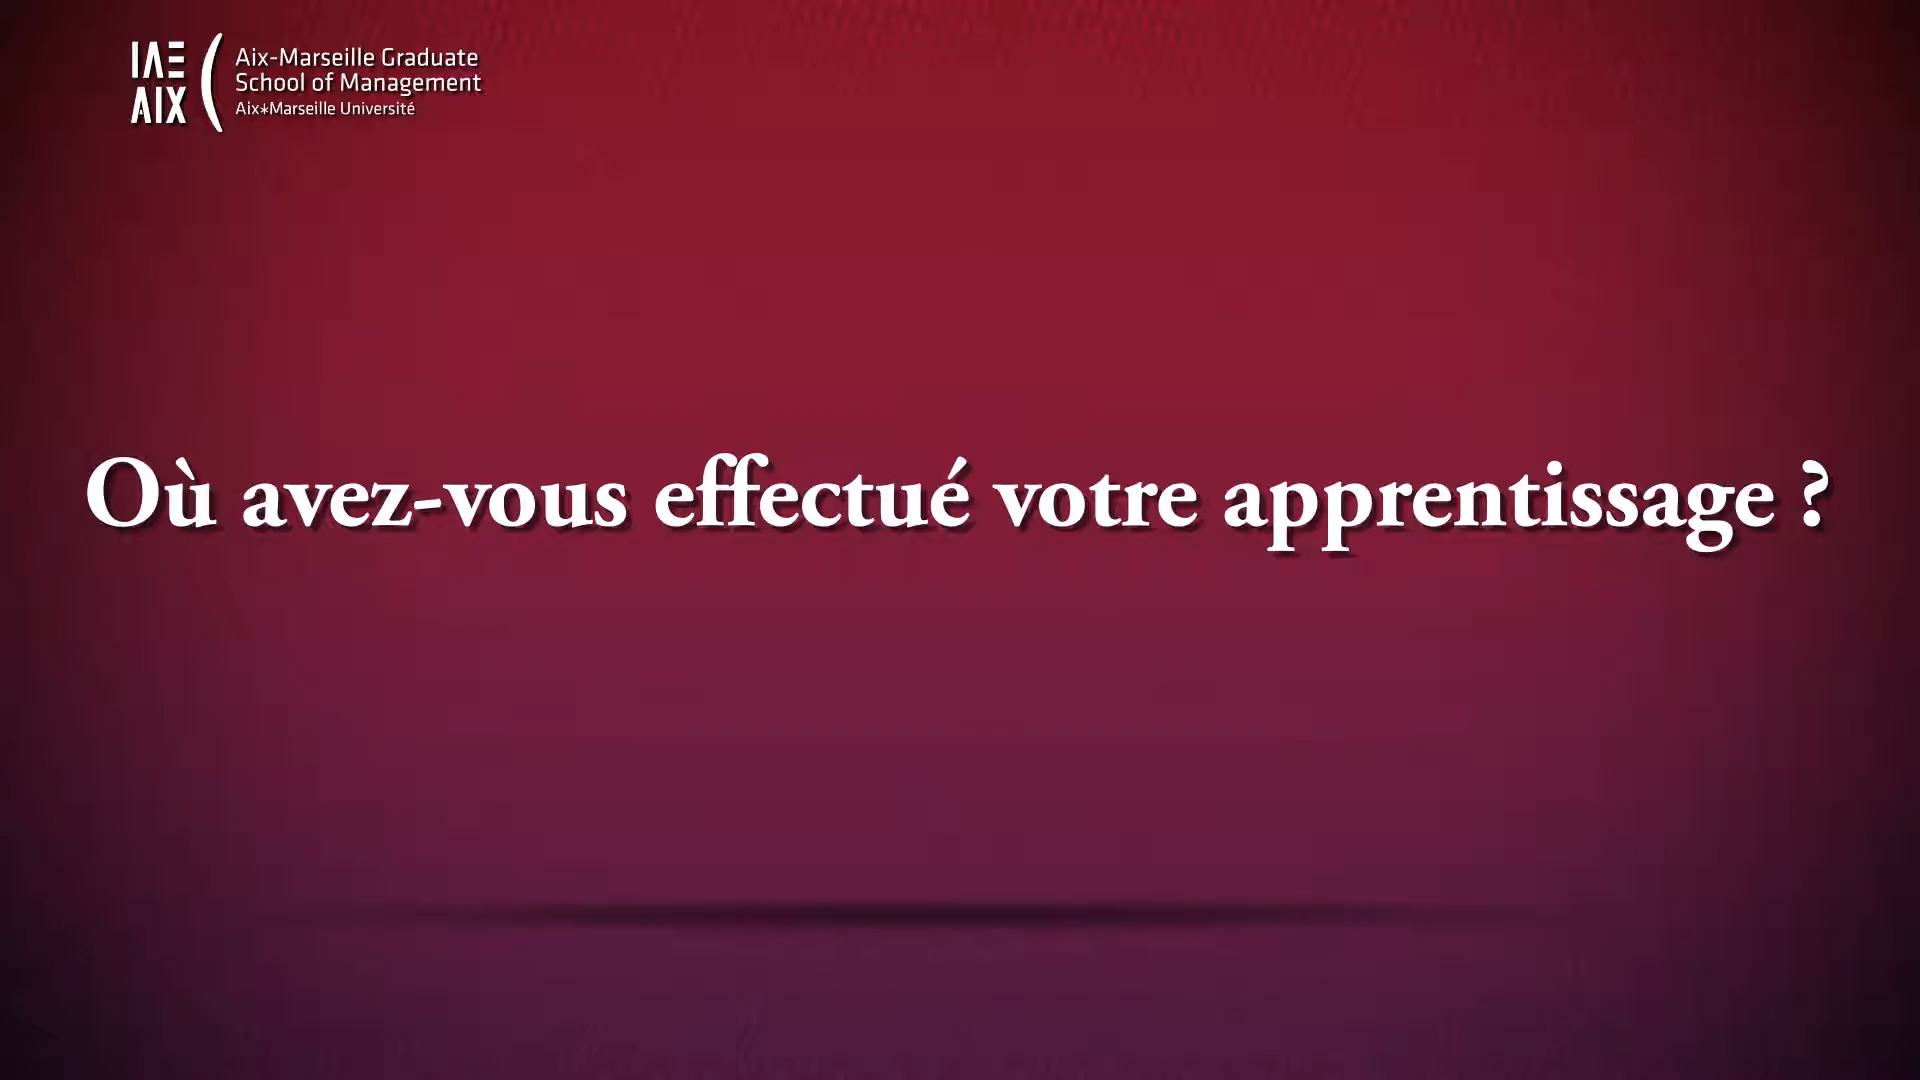 IAE
AIX
Aix-Marseille Graduate
School of Management
Aix*Marseille Université
Où avez-vous effectué votre apprentissage ?